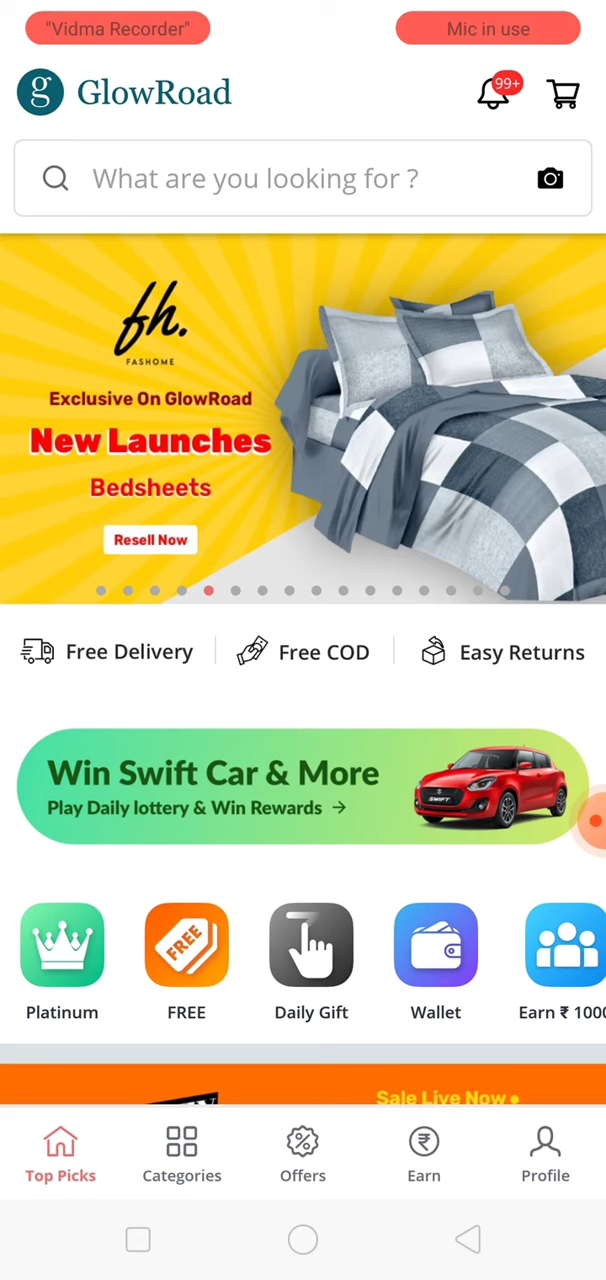 "Vidma Recorder" Mic in use
g GlowRoad 99+
What are you looking for ?
fh.
FASHOME
Exclusive On GlowRoad
New Launches
Bedsheets
Resell Now
Free Delivery Free COD Easy Returns
Win Swift Car & More
Play Daily lottery & Win Rewards →
SWIFT
FREE
Platinum FREE Daily Gift Wallet Earn ₹ 1000
Sale Live Now
₹
Top Picks Categories Offers Earn Profile